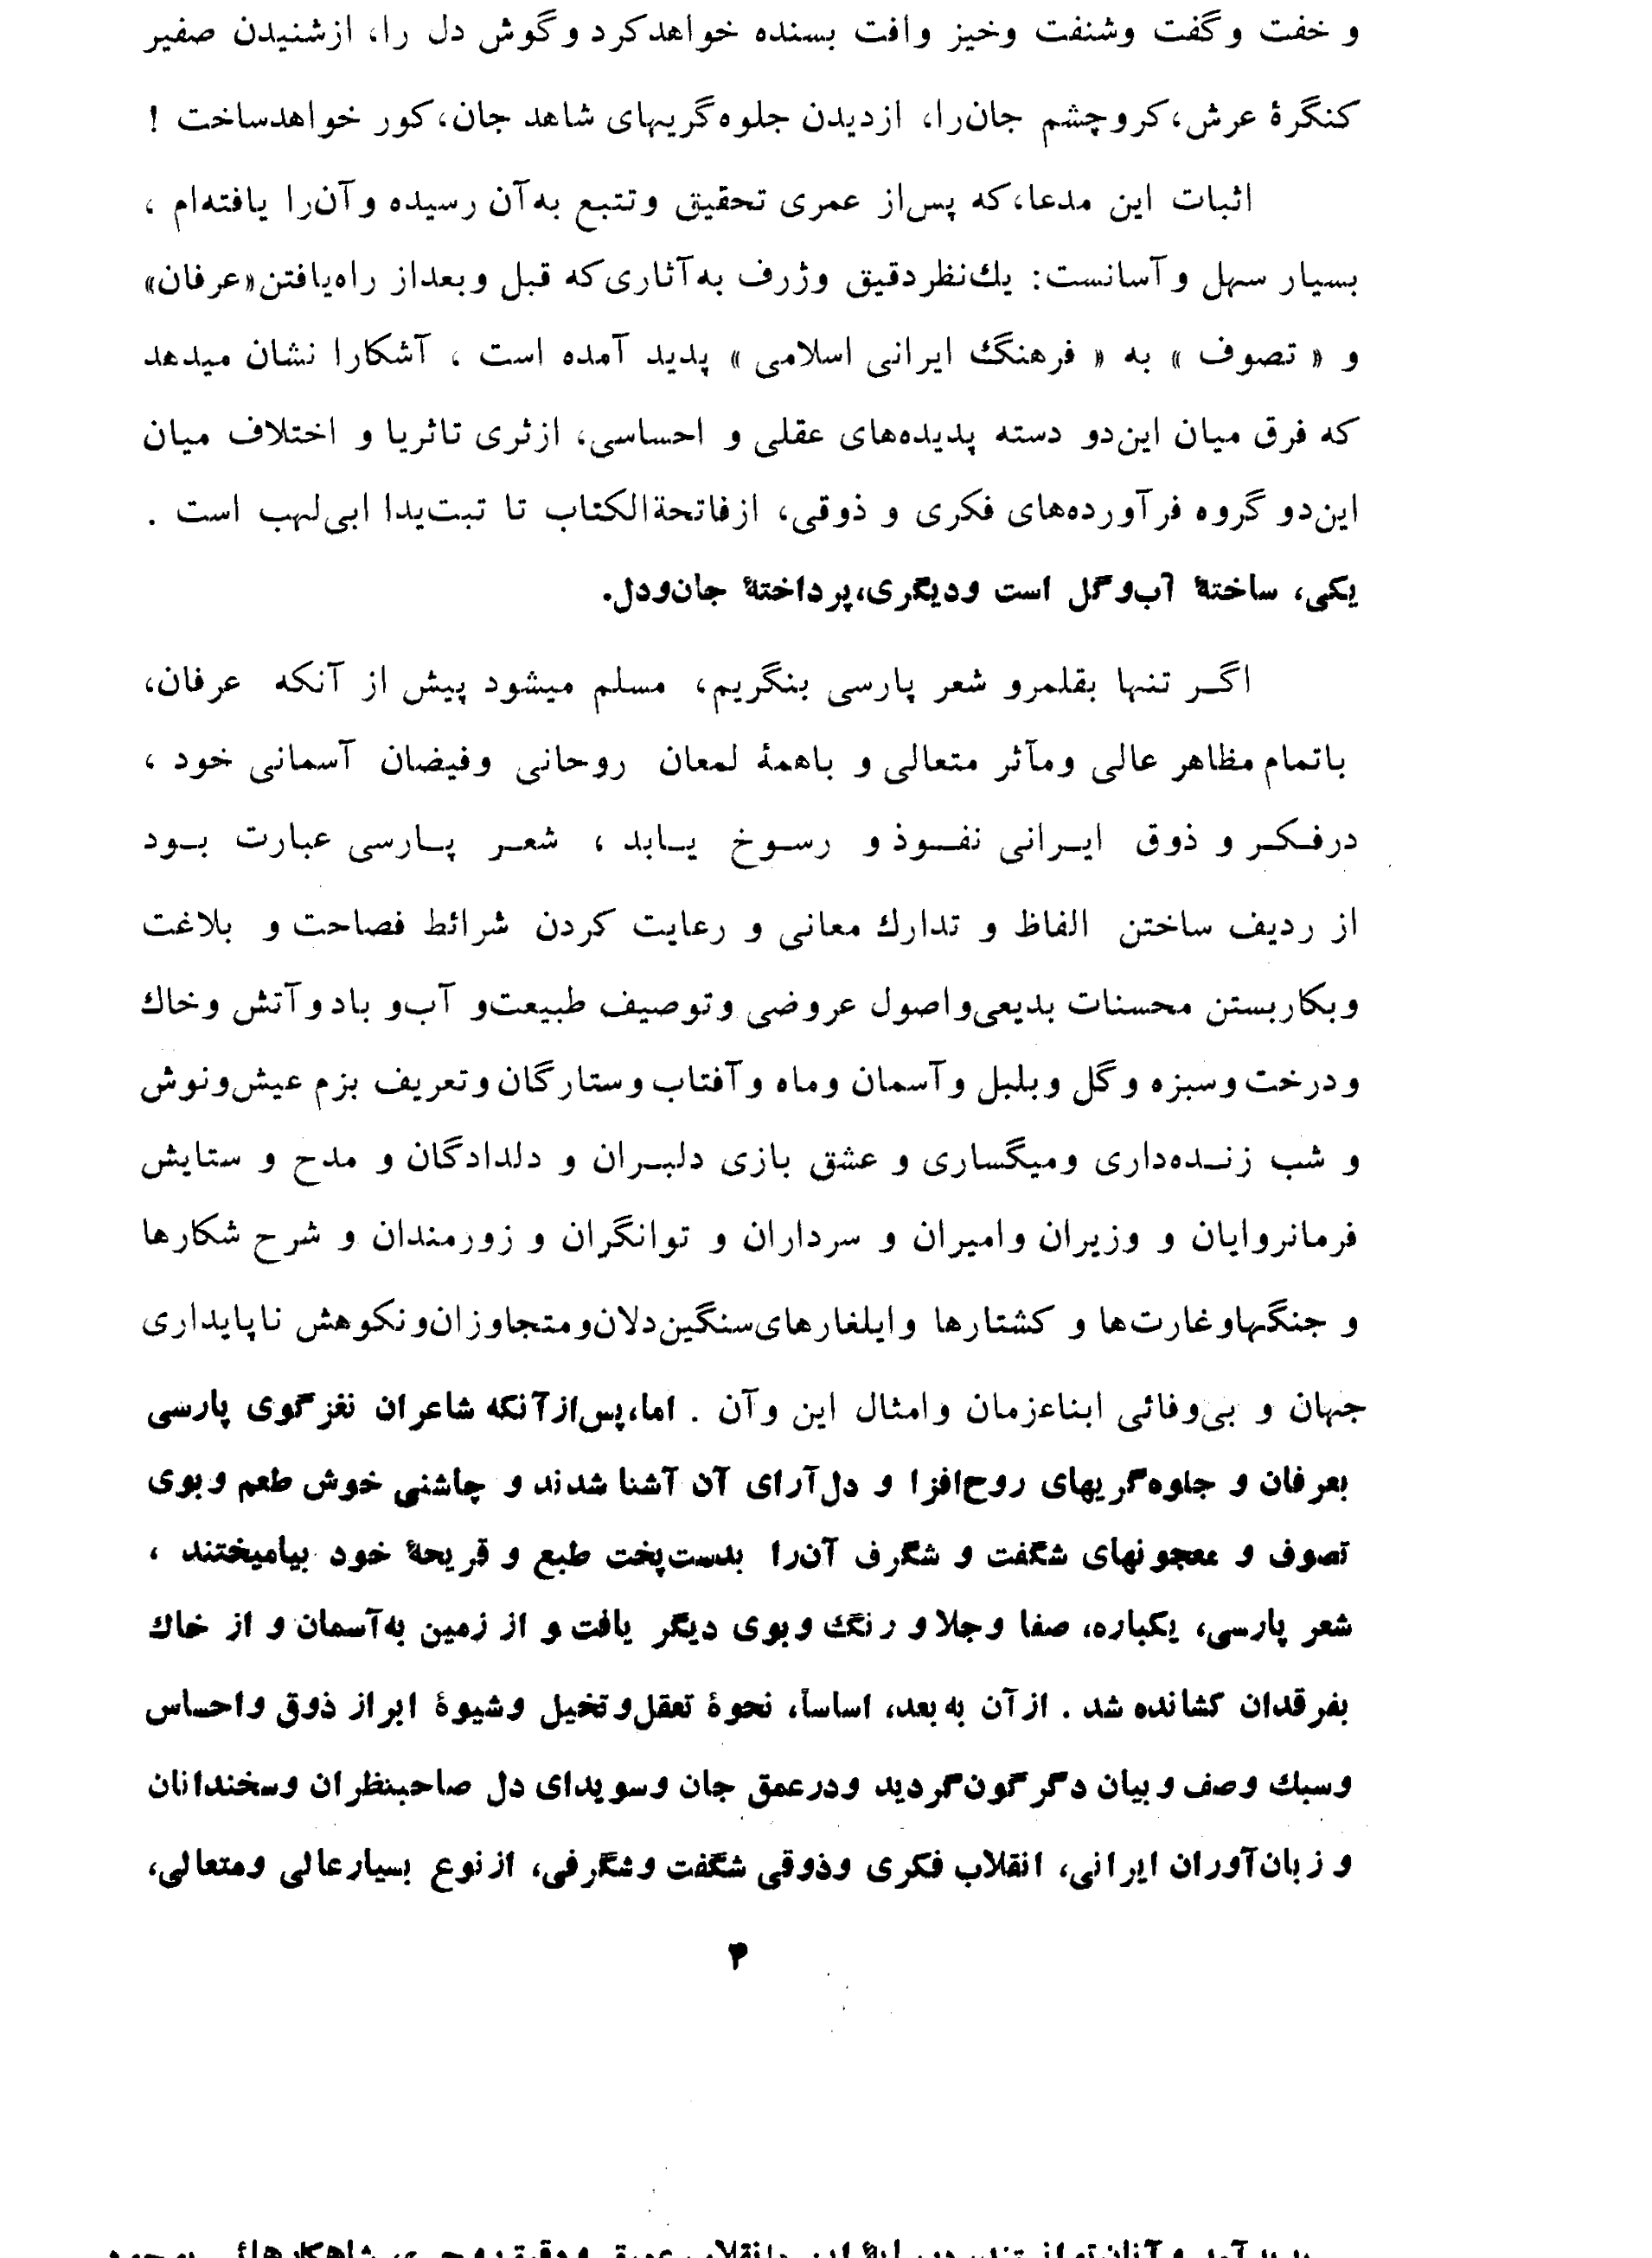 و خفت و گفت وشنفت وخیز وافت بسنده خواهدکرد وگوش دل را، ازشنیدن صفیر
کنگرهٔ عرش،کروچشم جان‌را، ازدیدن جلوه‌گریهای شاهد جان،کور خواهدساخت !
اثبات این مدعا،که پس‌از عمری تحقیق وتتبع به‌آن رسیده وآن‌را یافته‌ام ،
بسیار سهل وآسانست: یك‌نظردقیق وژرف به‌آثاری‌که قبل وبعداز راه‌یافتن«عرفان»
و « تصوف » به « فرهنگ ایرانی اسلامی » پدید آمده است ، آشکارا نشان میدهد
که فرق میان این‌دو دسته پدیده‌های عقلی و احساسی، ازثری تاثریا و اختلاف میان
این‌دو گروه فرآورده‌های فکری و ذوقی، ازفاتحةالکتاب تا تبت‌یدا ابی‌لهب است .
یکی، ساختهٔ آب‌وگل است ودیگری،پرداختهٔ جان‌ودل.
اگـر تنها بقلمرو شعر پارسی بنگریم، مسلم میشود پیش از آنکه عرفان،
باتمام مظاهر عالی ومآثر متعالی و باهمهٔ لمعان روحانی وفیضان آسمانی خود ،
درفـکـر و ذوق ایـرانی نفـوذ و رسـوخ یـابد ، شعـر پـارسی عبارت بـود
از ردیف ساختن الفاظ و تدارك معانی و رعایت کردن شرائط فصاحت و بلاغت
وبکاربستن محسنات بدیعی‌واصول عروضی وتوصیف طبیعت‌و آب‌و باد وآتش وخاك
ودرخت وسبزه وگل وبلبل وآسمان وماه وآفتاب وستارگان وتعریف بزم عیش‌ونوش
و شب زنـده‌داری ومیگساری و عشق بازی دلبـران و دلدادگان و مدح و ستایش
فرمانروایان و وزیران وامیران و سرداران و توانگران و زورمندان و شرح شکارها
و جنگهاوغارت‌ها و کشتارها وایلغارهای‌سنگین‌دلان‌ومتجاوزان‌ونکوهش ناپایداری
جهان و بی‌وفائی ابناءزمان وامثال این وآن . اما،پس‌ازآنکه شاعران نغزگوی پارسی
بعرفان و جلوه‌گریهای روح‌افزا و دل‌آرای آن آشنا شدند و چاشنی خوش طعم وبوی
تصوف و معجونهای شگفت و شگرف آن‌را بدست‌پخت طبع و قریحهٔ خود بیامیختند ،
شعر پارسی، یکباره، صفا وجلا و رنگ وبوی دیگر یافت و از زمین به‌آسمان و از خاك
بفرقدان کشانده شد . ازآن به‌بعد، اساساً، نحوهٔ تعقل‌وتخیل وشیوهٔ ابراز ذوق واحساس
وسبك وصف وبیان دگرگون‌گردید ودرعمق جان وسویدای دل صاحبنظران وسخندانان
و زبان‌آوران ایرانی، انقلاب فکری وذوقی شگفت وشگرفی، ازنوع بسیارعالی ومتعالی،